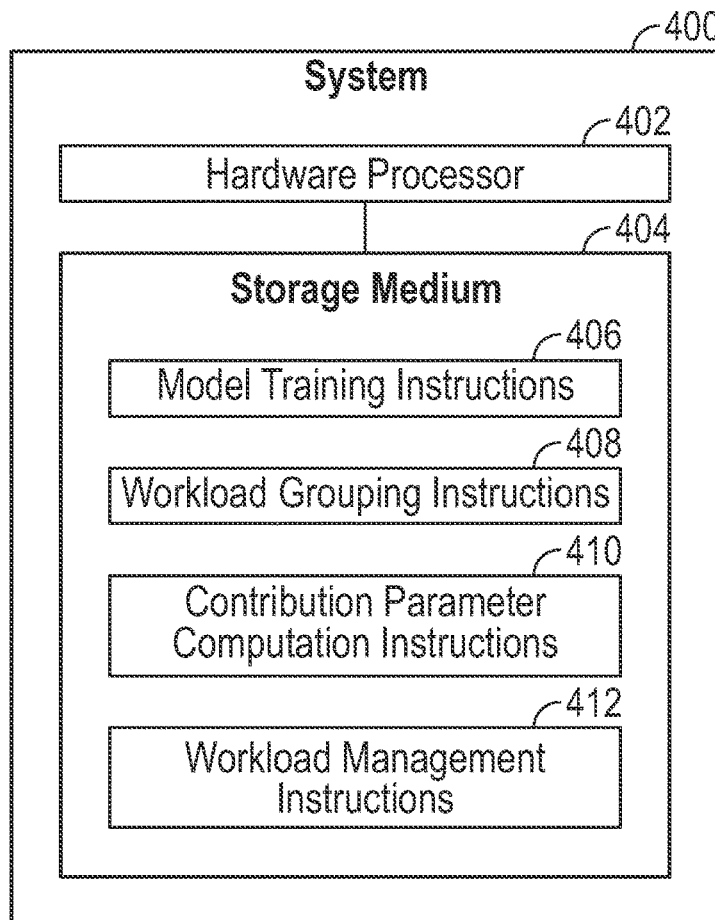 400
System
402
Hardware Processor
404
Storage Medium
406
Model Training Instructions
408
Workload Grouping Instructions
410
Contribution Parameter
Computation Instructions
412
Workload Management
Instructions